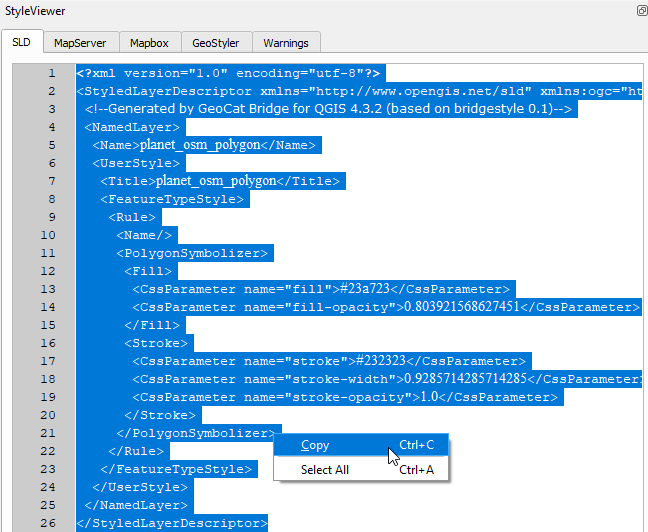 StyleViewer
SLD MapServer Mapbox GeoStyler Warnings
1 <?xml version="1.0" encoding="utf-8"?>
2 <StyledLayerDescriptor xmlns="http://www.opengis.net/sld" xmlns:ogc="ht
3 <!--Generated by GeoCat Bridge for QGIS 4.3.2 (based on bridgestyle 0.1)-->
4 <NamedLayer>
5 <Name>planet_osm_polygon</Name>
6 <UserStyle>
7 <Title>planet_osm_polygon</Title>
8 <FeatureTypeStyle>
9 <Rule>
10 <Name/>
11 <PolygonSymbolizer>
12 <Fill>
13 <CssParameter name="fill">#23a723</CssParameter>
14 <CssParameter name="fill-opacity">0.803921568627451</CssParameter>
15 </Fill>
16 <Stroke>
17 <CssParameter name="stroke">#232323</CssParameter>
18 <CssParameter name="stroke-width">0.9285714285714285</CssParameter>
19 <CssParameter name="stroke-opacity">1.0</CssParameter>
20 </Stroke>
21 </PolygonSymbolizer>
22 </Rule>
23 </FeatureTypeStyle>
24 </UserStyle>
25 </NamedLayer>
26 </StyledLayerDescriptor>
Copy Ctrl+C
Select All Ctrl+A